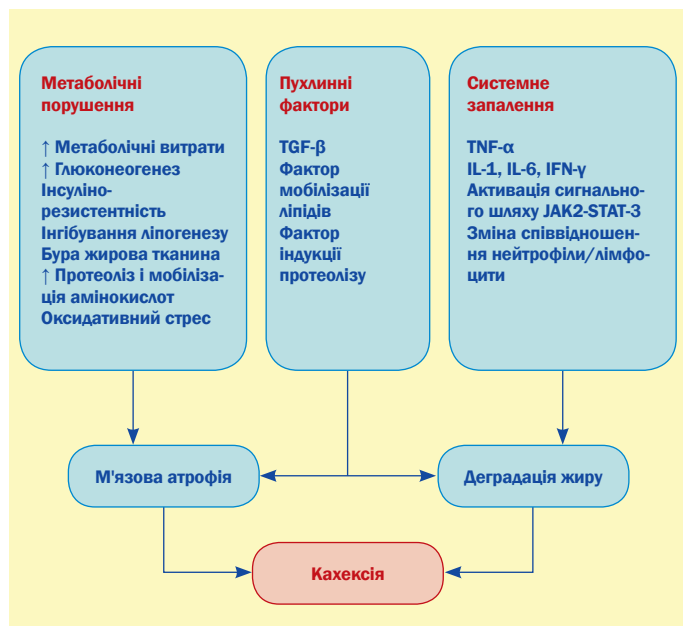 Метаболічні
порушення
↑ Метаболічні витрати
↑ Глюконеогенез
Інсуліно-
резистентність
Інгібування ліпогенезу
Бура жирова тканина
↑ Протеоліз і мобіліза-
ція амінокислот
Оксидативний стрес
Пухлинні
фактори
TGF-β
Фактор
мобілізації
ліпідів
Фактор
індукції
протеолізу
Системне
запалення
TNF-α
IL-1, IL-6, IFN-γ
Активація сигнально-
го шляху JAK2-STAT-3
Зміна співвідношен-
ня нейтрофіли/лімфо-
цити
М'язова атрофія
Деградація жиру
Кахексія